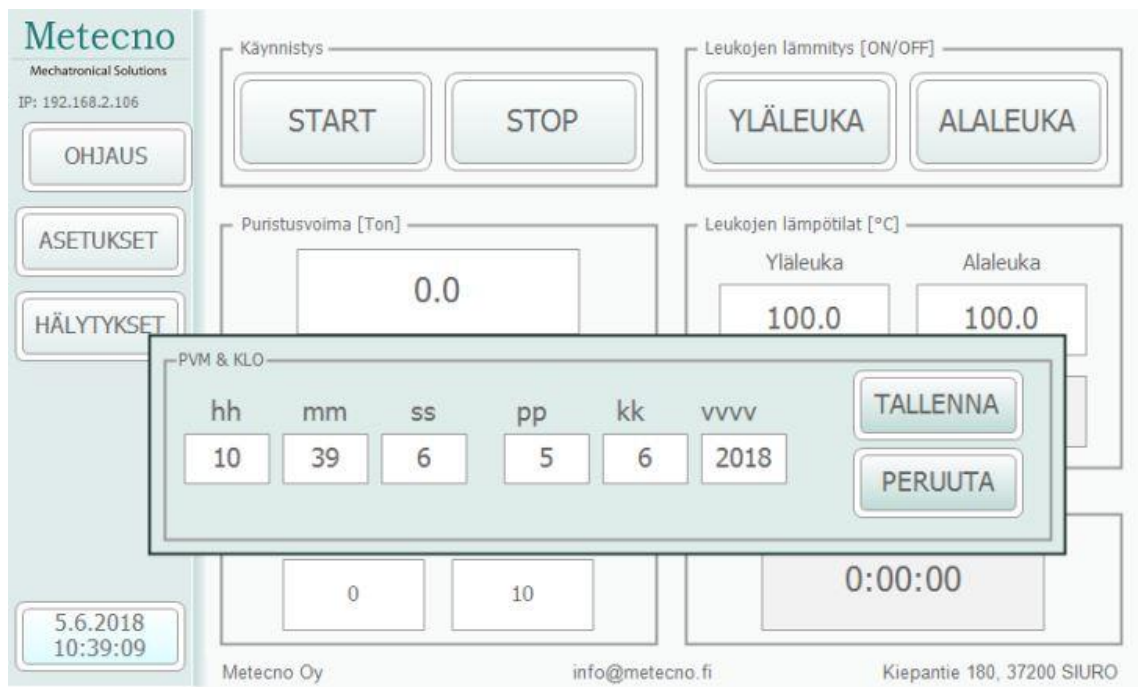 Metecno
Mechatronical Solutions
IP: 192.168.2.106
OHJAUS
ASETUKSET
HÄLYTYKSET
5.6.2018
10:39:09
Käynnistys
START
STOP
Leukojen lämmitys [ON/OFF]
YLÄLEUKA
ALALEUKA
Puristusvoima [Ton]
0.0
Leukojen lämpötilat [°C]
Yläleuka Alaleuka
100.0 100.0
PVM & KLO
hh mm ss pp kk vvvv
10 39 6 5 6 2018
TALLENNA
PERUUTA
0 10
0:00:00
Metecno Oy info@metecno.fi Kiepantie 180, 37200 SIURO